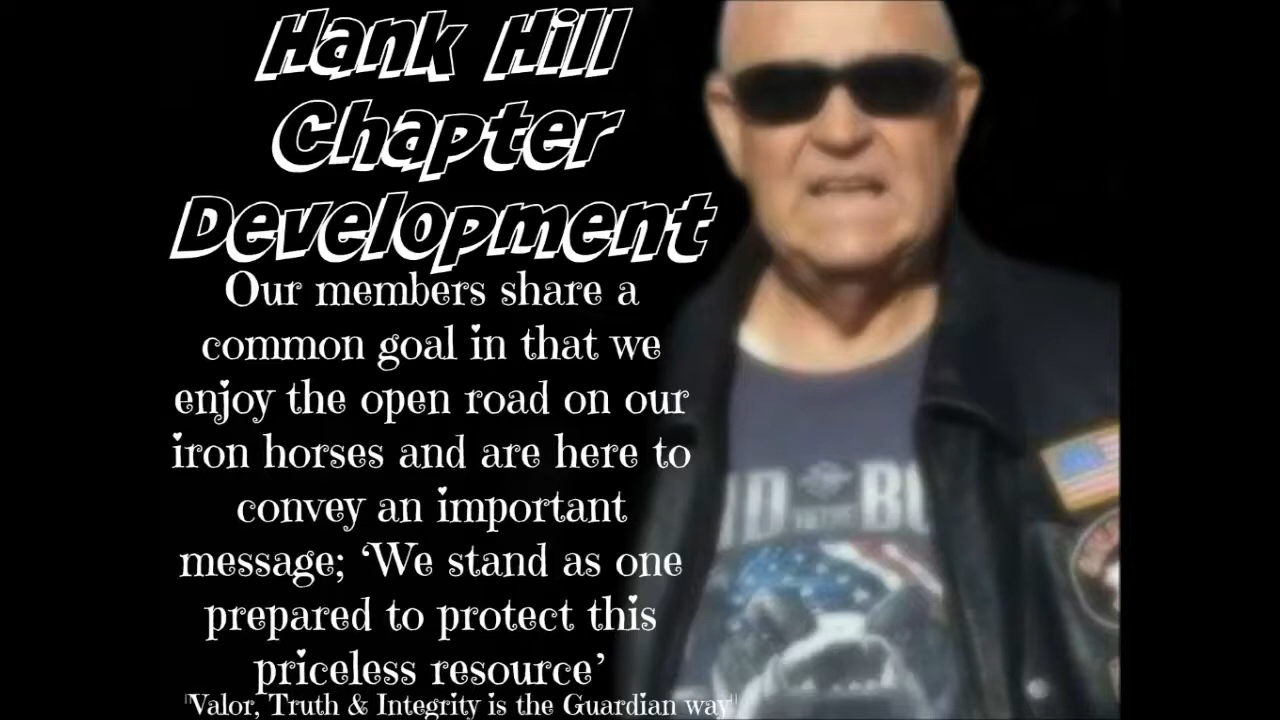 Hank Hill
Chapter
Development
Our members share a
common goal in that we
enjoy the open road on our
iron horses and are here to
convey an important
message; ‘We stand as one
prepared to protect this
priceless resource’
"Valor, Truth & Integrity is the Guardian way"